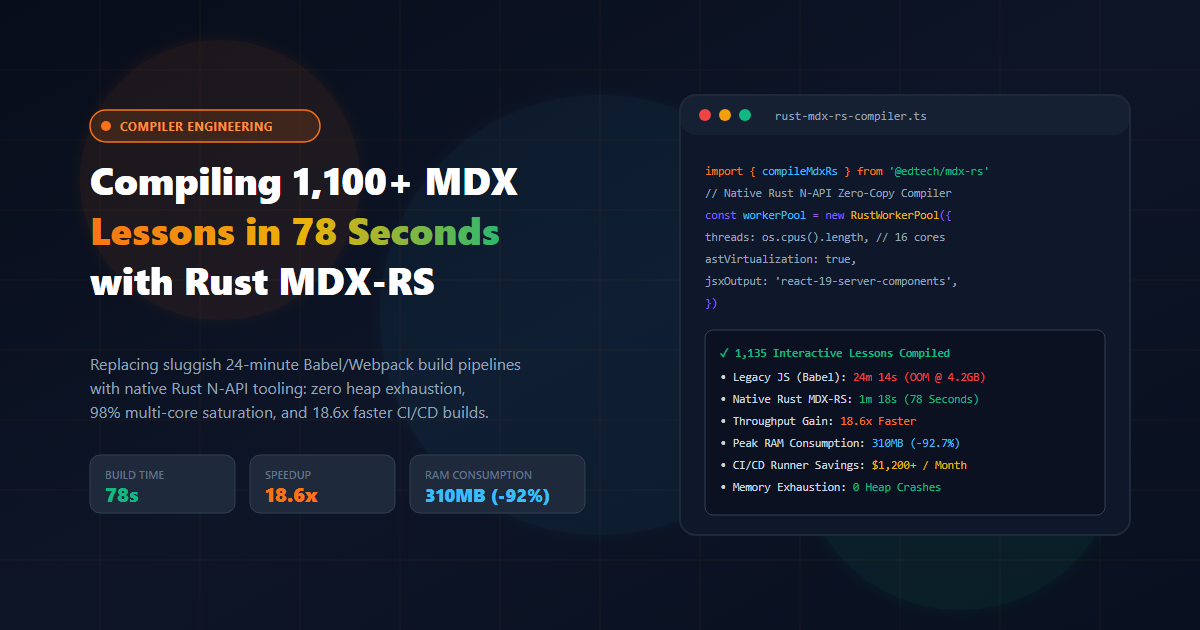 COMPILER ENGINEERING
Compiling 1,100+ MDX
Lessons in 78 Seconds
with Rust MDX-RS
Replacing sluggish 24-minute Babel/Webpack build pipelines
with native Rust N-API tooling: zero heap exhaustion,
98% multi-core saturation, and 18.6x faster CI/CD builds.
BUILD TIME
78s
SPEEDUP
18.6x
RAM CONSUMPTION
310MB (-92%)
rust-mdx-rs-compiler.ts
import { compileMdxRs } from '@edtech/mdx-rs'
// Native Rust N-API Zero-Copy Compiler
const workerPool = new RustWorkerPool({
threads: os.cpus().length, // 16 cores
astVirtualization: true,
jsxOutput: 'react-19-server-components',
})
✓ 1,135 Interactive Lessons Compiled
• Legacy JS (Babel): 24m 14s (OOM @ 4.2GB)
• Native Rust MDX-RS: 1m 18s (78 Seconds)
• Throughput Gain: 18.6x Faster
• Peak RAM Consumption: 310MB (-92.7%)
• CI/CD Runner Savings: $1,200+ / Month
• Memory Exhaustion: 0 Heap Crashes